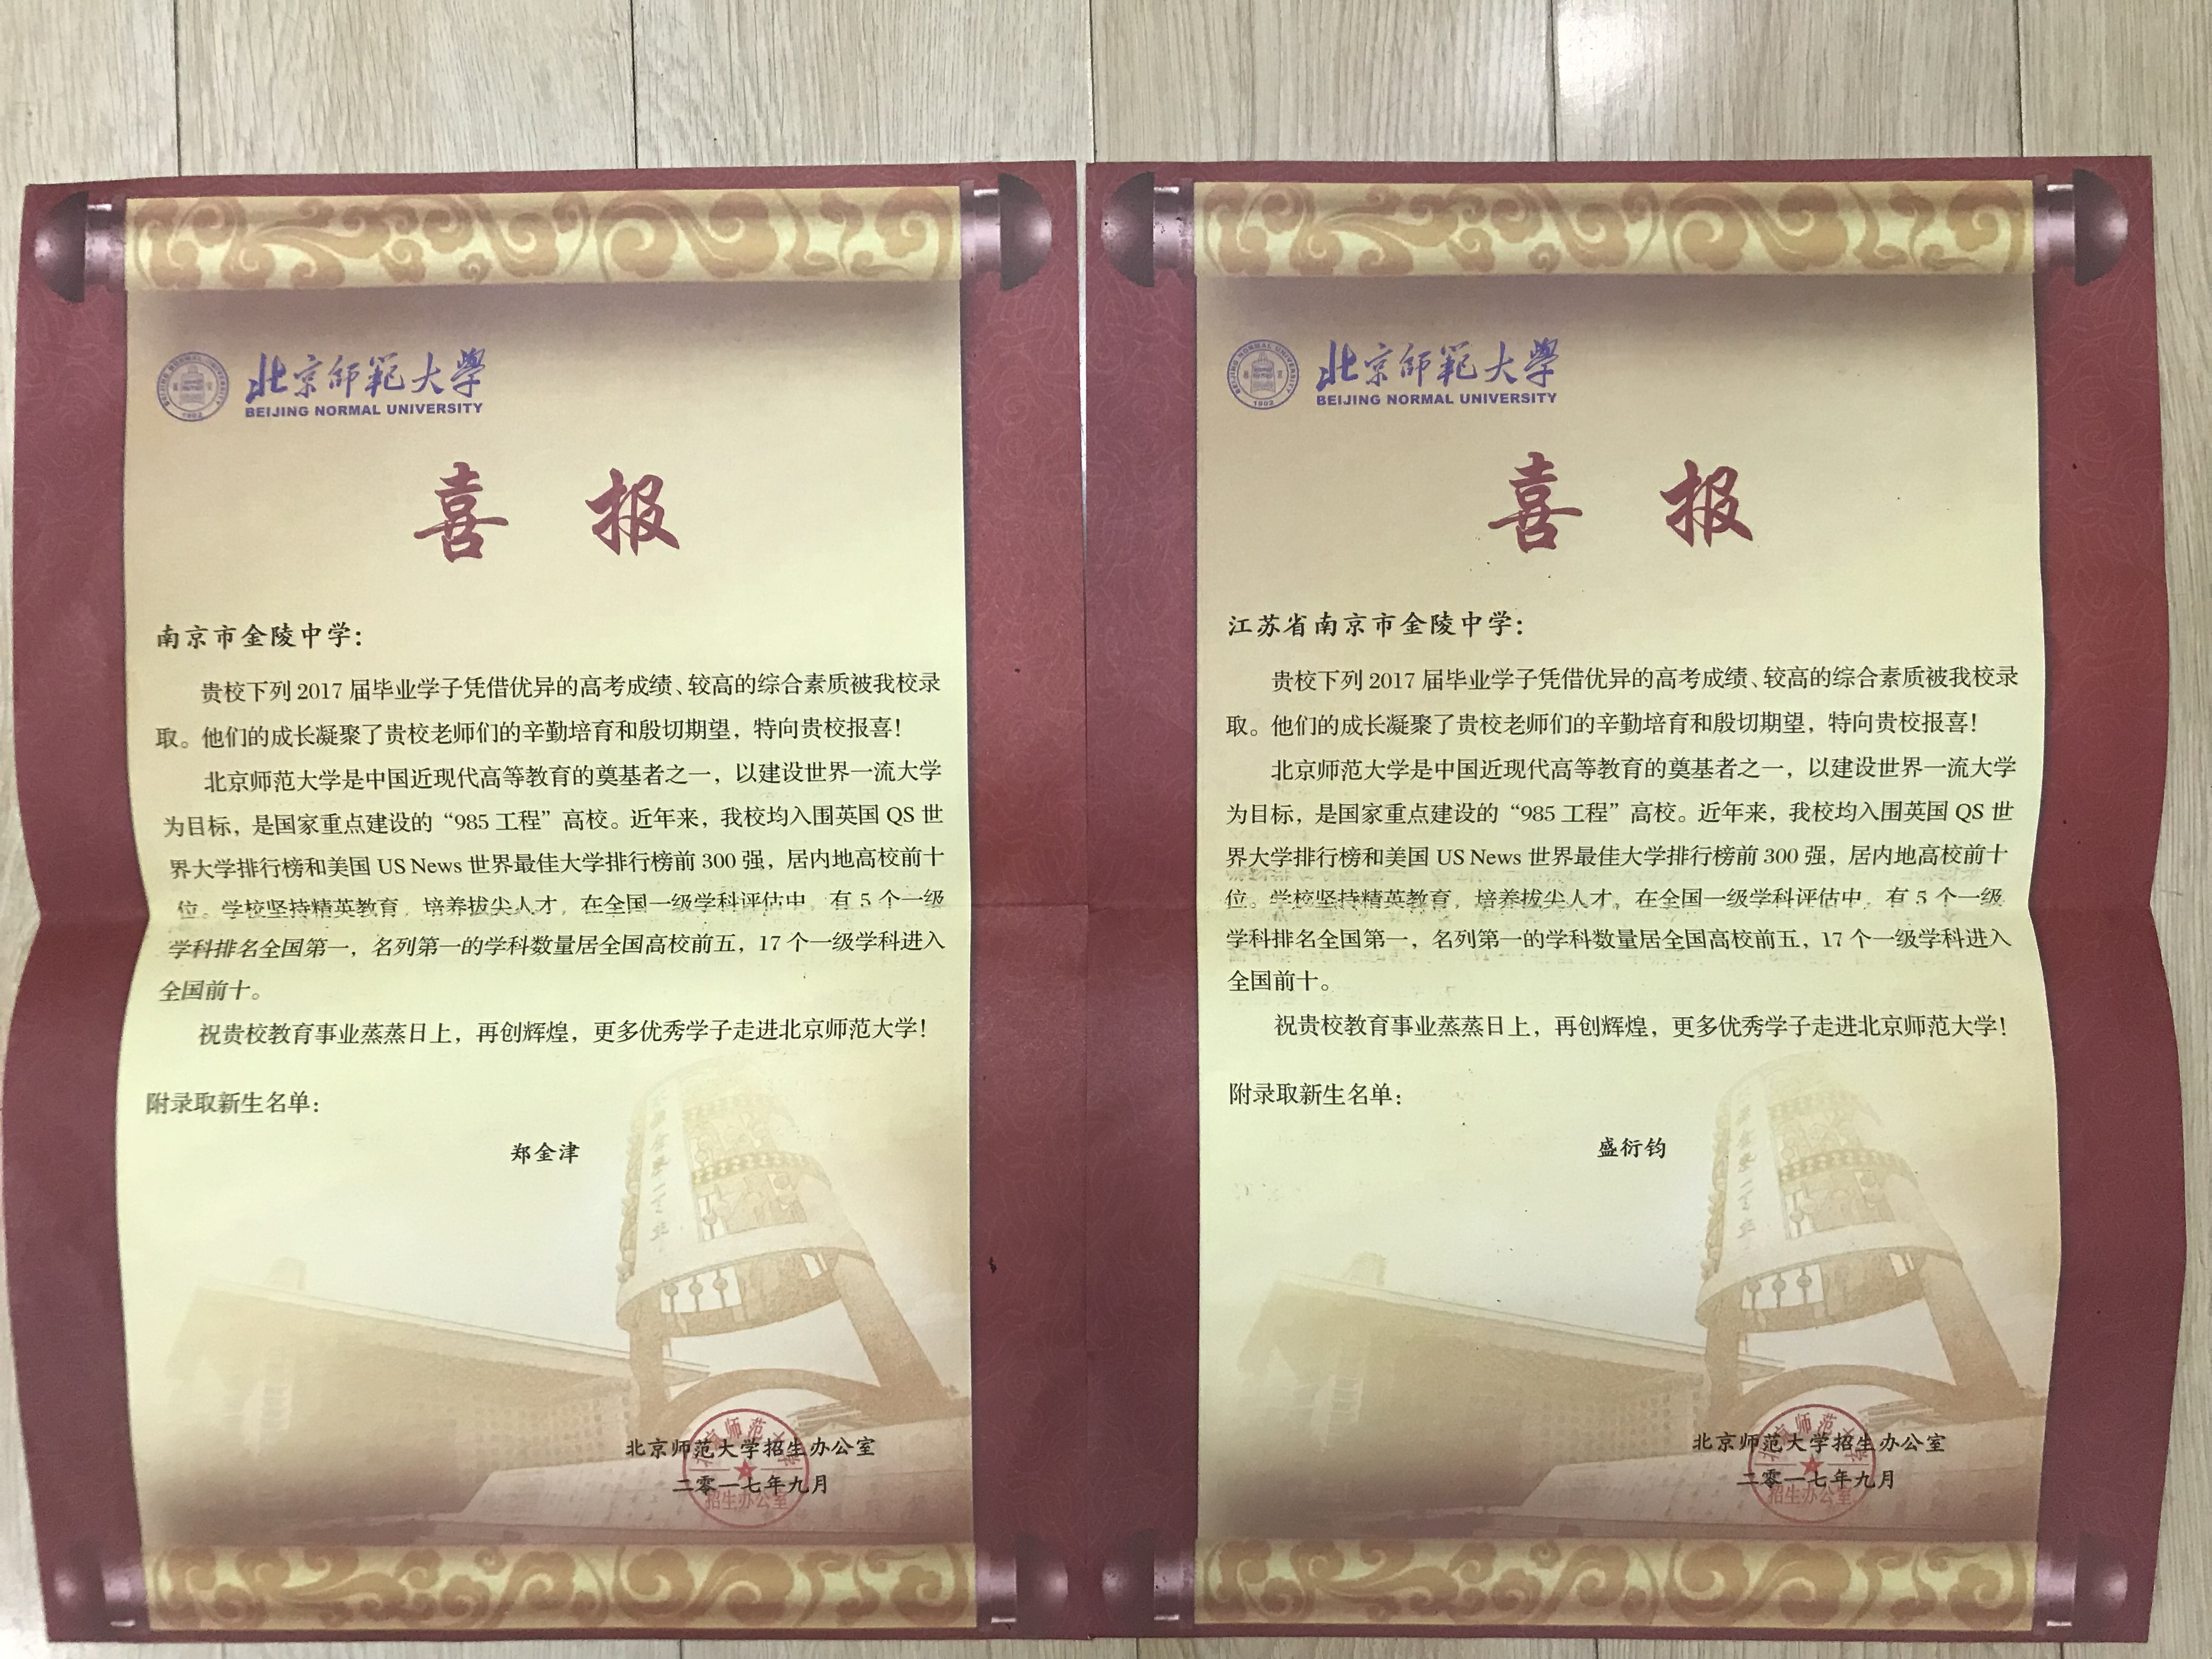 北京师范大学
BEIJING NORMAL UNIVERSITY
喜报
南京市金陵中学：
贵校下列2017届毕业学子凭借优异的高考成绩、较高的综合素质被我校录
取。他们的成长凝聚了贵校老师们的辛勤培育和殷切期望，特向贵校报喜！
北京师范大学是中国近现代高等教育的奠基者之一，以建设世界一流大学
为目标，是国家重点建设的“985工程”高校。近年来，我校均入围英国QS世
界大学排行榜和美国US News世界最佳大学排行榜前300强，居内地高校前十
位。学校坚持精英教育，培养拔尖人才，在全国一级学科评估中，有5个一级
学科排名全国第一，名列第一的学科数量居全国高校前五，17个一级学科进入
全国前十。
祝贵校教育事业蒸蒸日上，再创辉煌，更多优秀学子走进北京师范大学！
附录取新生名单：
郑金津
北京师范大学招生办公室
二零一七年九月
招生办公室
北京師範大學
BEIJING NORMAL UNIVERSITY
喜报
江苏省南京市金陵中学：
贵校下列2017届毕业学子凭借优异的高考成绩、较高的综合素质被我校录
取。他们的成长凝聚了贵校老师们的辛勤培育和殷切期望，特向贵校报喜！
北京师范大学是中国近现代高等教育的奠基者之一，以建设世界一流大学
为目标，是国家重点建设的“985工程”高校。近年来，我校均入围英国QS世
界大学排行榜和美国US News世界最佳大学排行榜前300强，居内地高校前十
位。学校坚持精英教育，培养拔尖人才，在全国一级学科评估中，有5个一级
学科排名全国第一，名列第一的学科数量居全国高校前五，17个一级学科进入
全国前十。
祝贵校教育事业蒸蒸日上，再创辉煌，更多优秀学子走进北京师范大学！
附录取新生名单：
盛衍钧
北京师范大学招生办公室
二零一七年九月
招生办公室